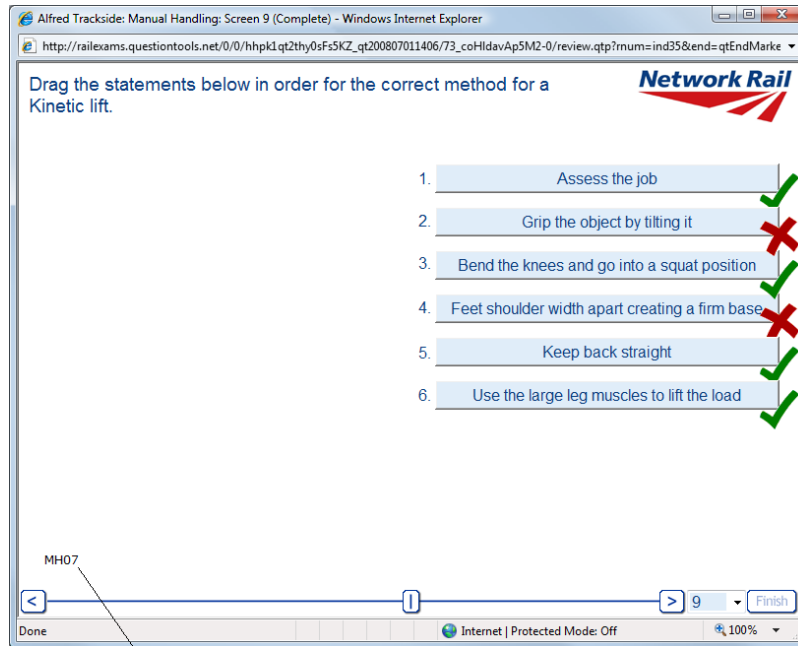 Alfred Trackside: Manual Handling: Screen 9 (Complete) - Windows Internet Explorer
http://railexams.questiontools.net/0/0/hhpk1qt2thy0sFs5KZ_qt200807011406/73_coHIdavAp5M2-0/review.qtp?rnum=ind35&end=qtEndMarke
Drag the statements below in order for the correct method for a
Kinetic lift.
Network Rail
1. Assess the job
2. Grip the object by tilting it
3. Bend the knees and go into a squat position
4. Feet shoulder width apart creating a firm base
5. Keep back straight
6. Use the large leg muscles to lift the load
MH07
< > 9 Finish
Done Internet | Protected Mode: Off 100%